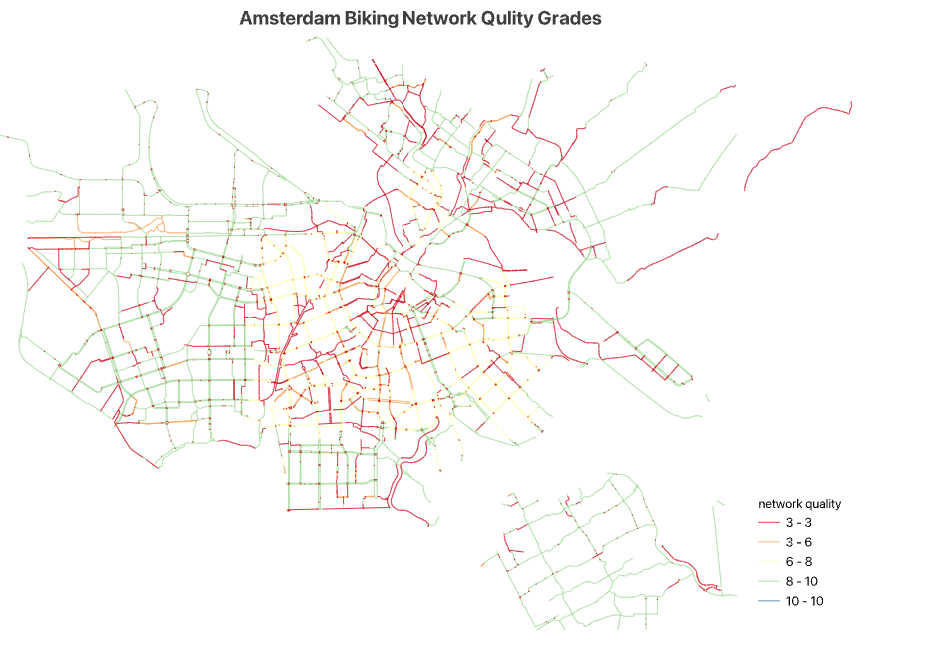 Amsterdam Biking Network Qulity Grades
network quality
3 - 3
3 - 6
6 - 8
8 - 10
10 - 10